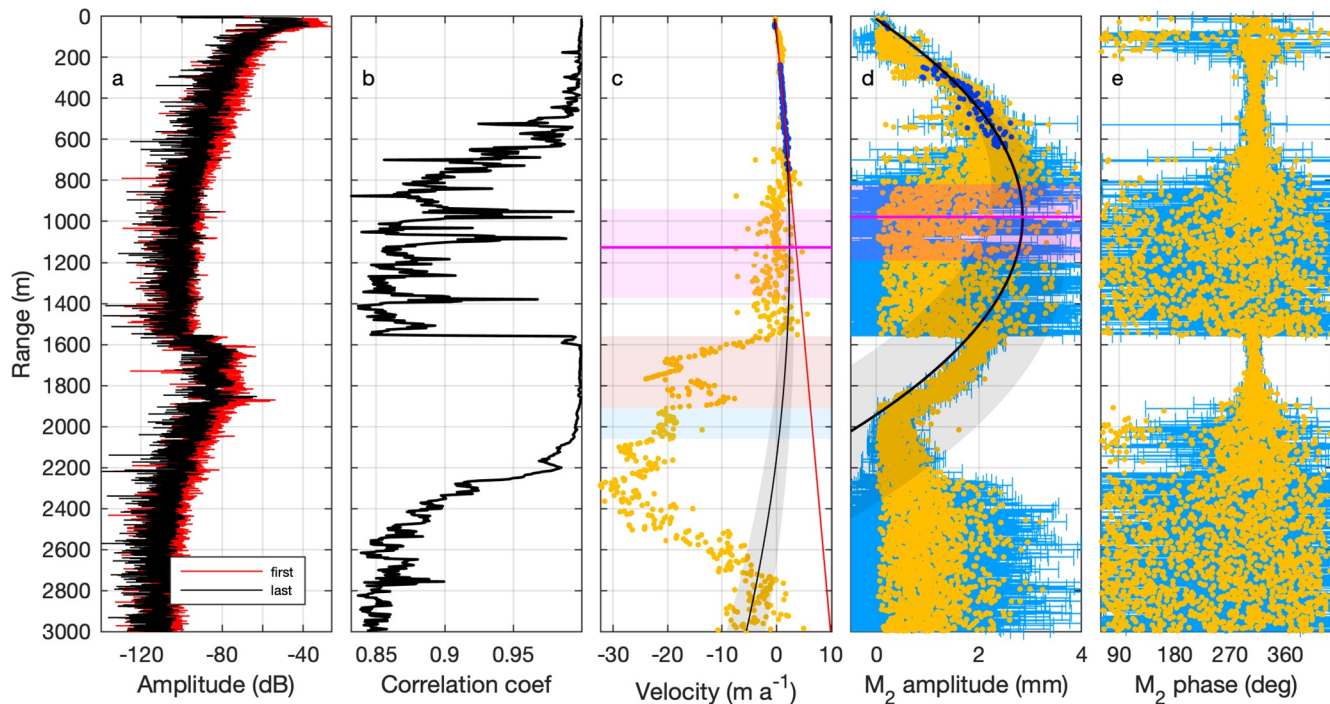 a
b
c
d
e
0
200
400
600
800
1000
1200
1400
1600
1800
2000
2200
2400
2600
2800
3000
Range (m)
first
last
-120 -80 -40
Amplitude (dB)
0.85 0.9 0.95
Correlation coef
-30 -20 -10 0 10
Velocity (m a⁻¹)
0 2 4
M₂ amplitude (mm)
90 180 270 360
M₂ phase (deg)